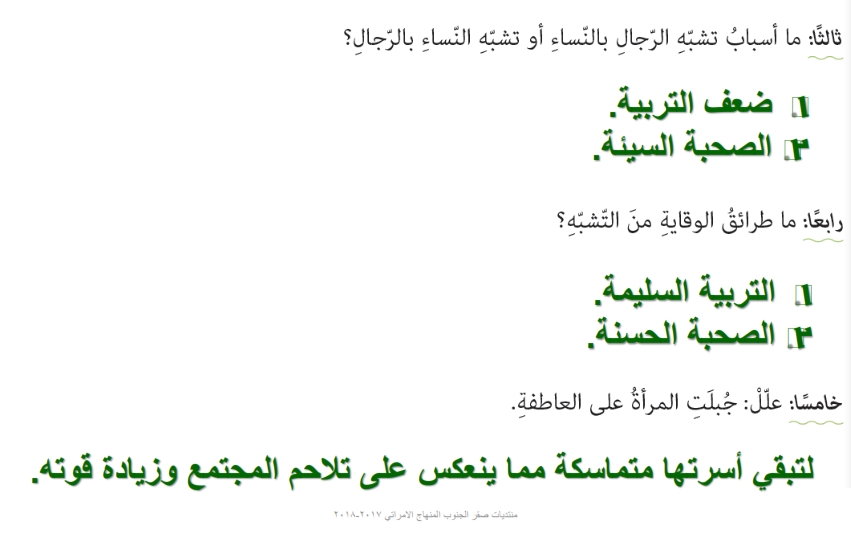 ثالثًا: ما أسبابُ تشبّهِ الرّجالِ بالنّساءِ أو تشبّهِ النّساءِ بالرّجالِ؟
١. ضعف التربية.
٢. الصحبة السيئة.
رابعًا: ما طرائقُ الوقايةِ منَ التّشبّهِ؟
١. التربية السليمة.
٢. الصحبة الحسنة.
خامسًا: علّلْ: جُبلَتِ المرأةُ على العاطفةِ.
لتبقي أسرتها متماسكة مما ينعكس على تلاحم المجتمع وزيادة قوته.
منتديات صقر الجنوب المنهاج الاماراتي ٢٠١٧-٢٠١٨